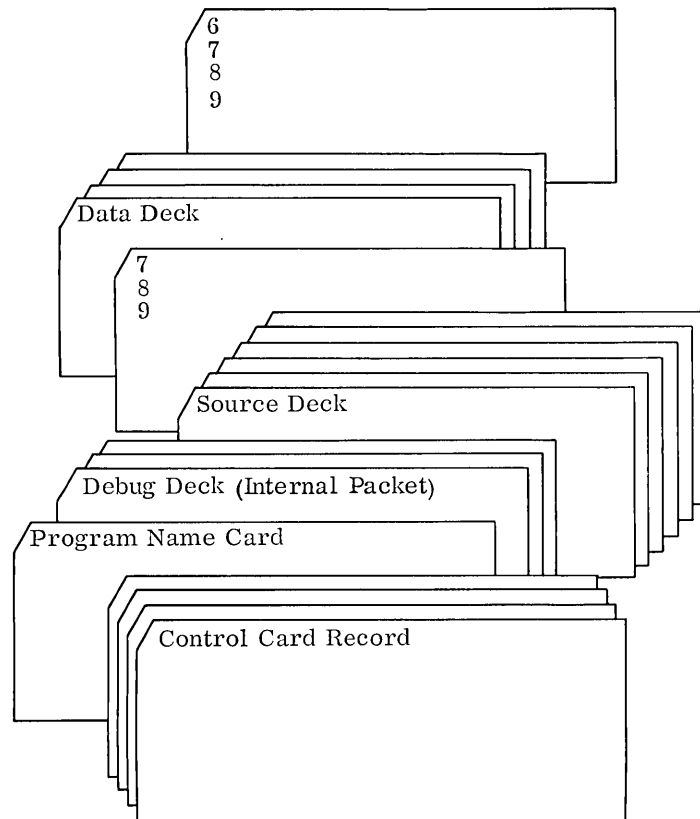 6
7
8
9
Data Deck
7
8
9
Source Deck
Debug Deck (Internal Packet)
Program Name Card
Control Card Record